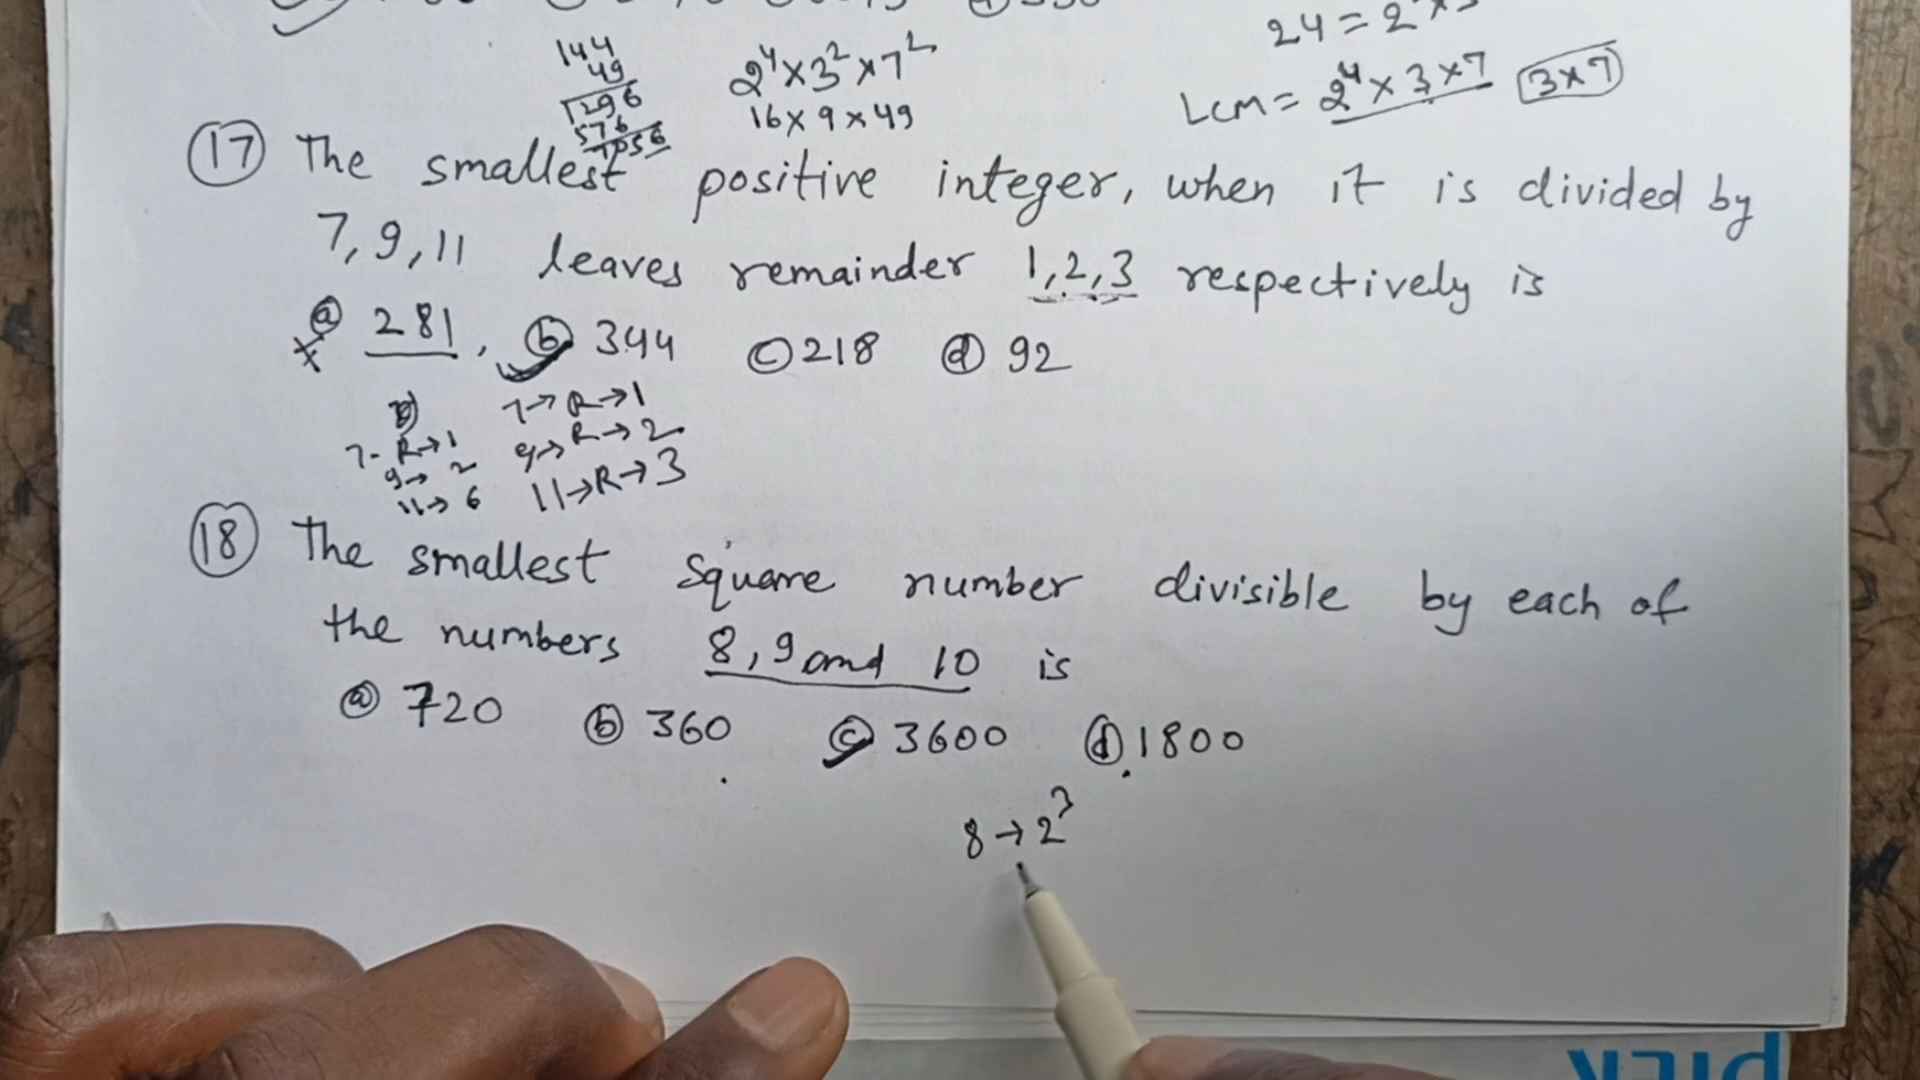 24 = 2
144
49
1296
576
7056
2⁴×3²×7²
16×9×49
LCM = 2⁴×3×7 3×7
17 The smallest positive integer, when it is divided by
7, 9, 11 leaves remainder 1, 2, 3 respectively is
ⓐ 281, ⓑ 344 ⓒ 218 ⓓ 92
7- R→1
9→ 2
11→ 6
7→R→1
9→R→2
11→R→3
18 The smallest square number divisible by each of
the numbers 8, 9 and 10 is
ⓐ 720 ⓑ 360 ⓒ 3600 ⓓ 1800
8→2³